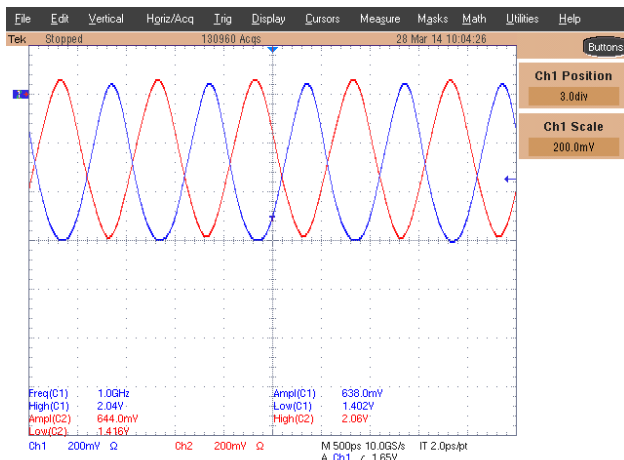 File Edit Vertical Horiz/Acq Trig Display Cursors Measure Masks Math Utilities Help
Tek Stopped 130960 Acqs 28 Mar 14 10:04:26
Buttons
Ch1 Position
3.0div
Ch1 Scale
200.0mV
Freq(C1) 1.0GHz Ampl(C1) 638.0mV
High(C1) 2.04V Low(C1) 1.402V
Ampl(C2) 644.0mV High(C2) 2.06V
Low(C2) 1.416V
Ch1 200mV Ω Ch2 200mV Ω M 500ps 10.0GS/s IT 2.0ps/pt
A Ch1 1.65V